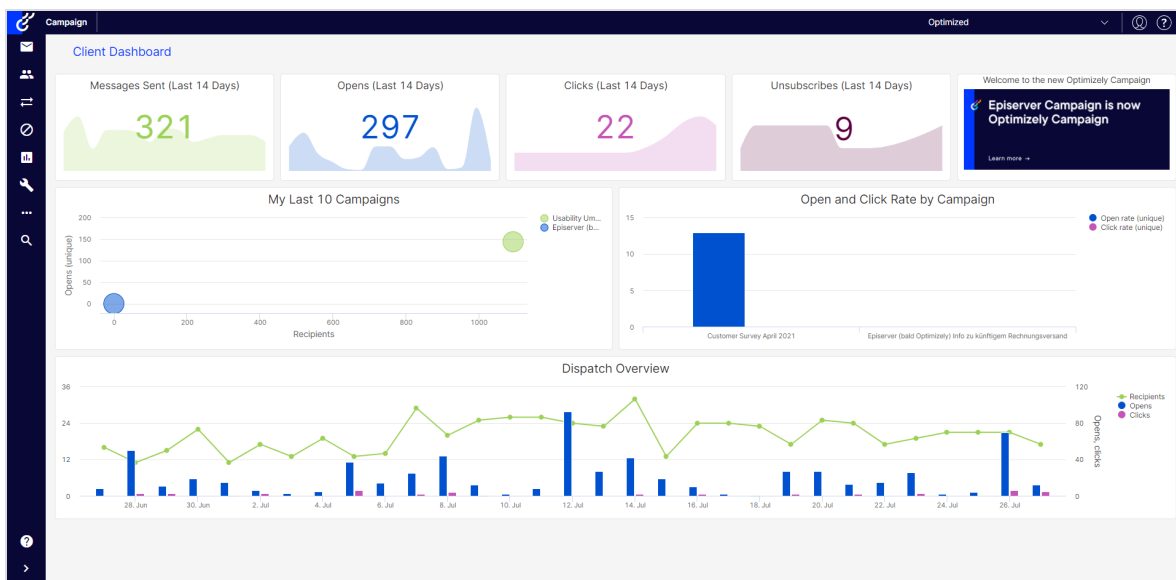 Campaign
Optimized
Client Dashboard
Messages Sent (Last 14 Days)
321
Opens (Last 14 Days)
297
Clicks (Last 14 Days)
22
Unsubscribes (Last 14 Days)
9
Welcome to the new Optimizely Campaign
Episerver Campaign is now
Optimizely Campaign
Learn more →
My Last 10 Campaigns
Opens (unique)
200
150
100
50
0
0 200 400 600 800 1000
Recipients
Usability Um...
Episerver (b...
Open and Click Rate by Campaign
15
10
5
0
Customer Survey April 2021
Episerver (bald Optimizely) Info zu künftigem Rechnungsversand
Open rate (unique)
Click rate (unique)
Dispatch Overview
36
24
12
0
28. Jun 30. Jun 2. Jul 4. Jul 6. Jul 8. Jul 10. Jul 12. Jul 14. Jul 16. Jul 18. Jul 20. Jul 22. Jul 24. Jul 26. Jul
120
80
40
0
Opens, clicks
Recipients
Opens
Clicks